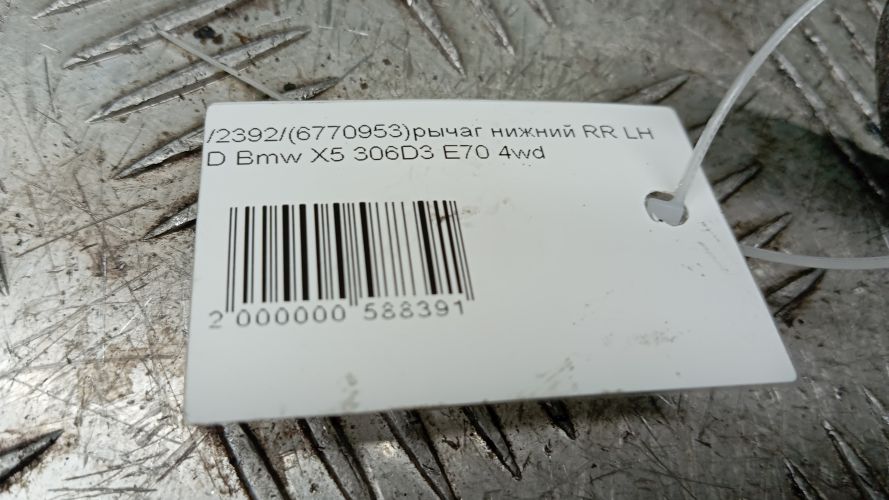 /2392/(6770953)рычаг нижний RR LH
D Bmw X5 306D3 E70 4wd
2 000000 588391